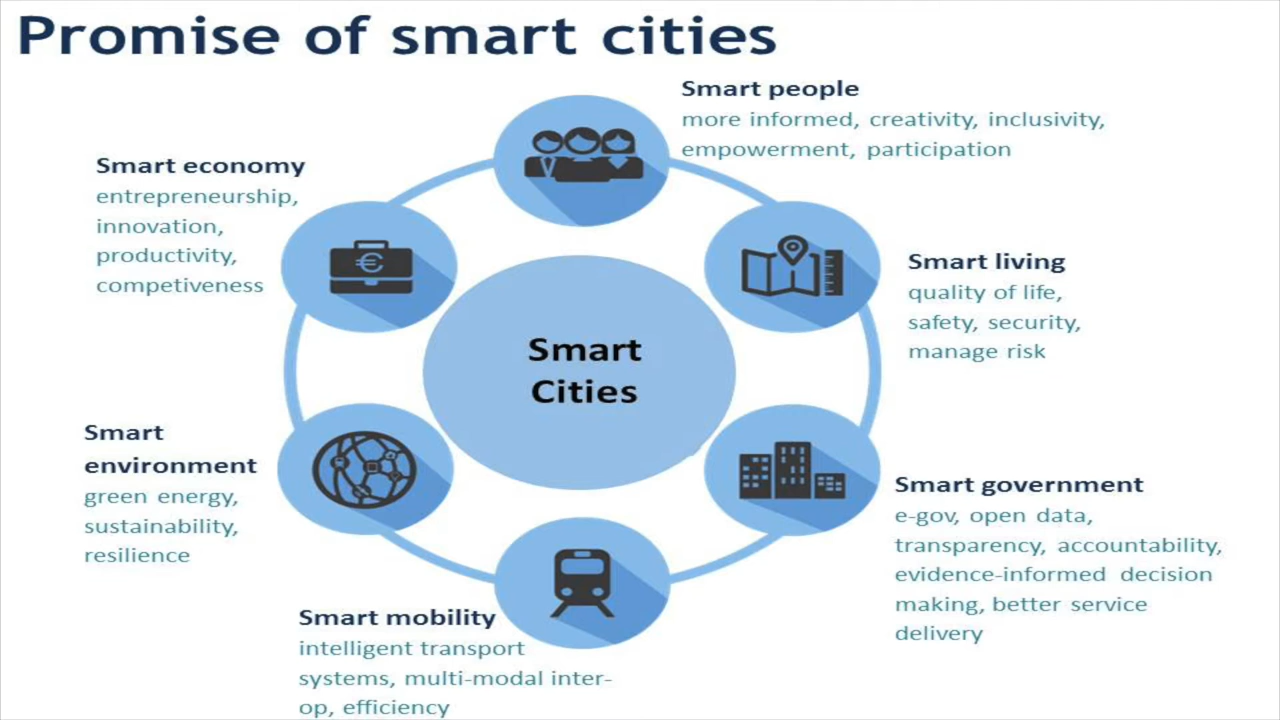 Promise of smart cities
Smart people
more informed, creativity, inclusivity,
empowerment, participation
Smart economy
entrepreneurship,
innovation,
productivity,
competiveness
€
Smart living
quality of life,
safety, security,
manage risk
Smart
Cities
Smart
environment
green energy,
sustainability,
resilience
Smart government
e-gov, open data,
transparency, accountability,
evidence-informed decision
making, better service
delivery
Smart mobility
intelligent transport
systems, multi-modal inter-
op, efficiency